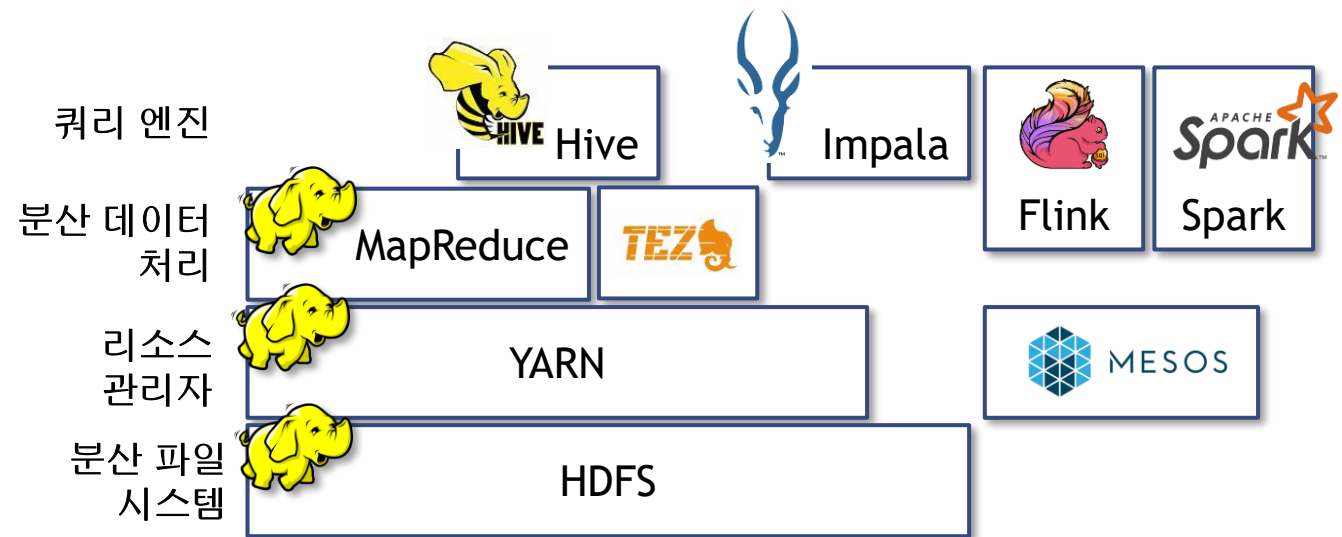 쿼리 엔진
HIVE Hive
Impala
APACHE
Spark
분산 데이터
처리
MapReduce
TEZ
SQL
Flink
Spark
리소스
관리자
YARN
MESOS
분산 파일
시스템
HDFS